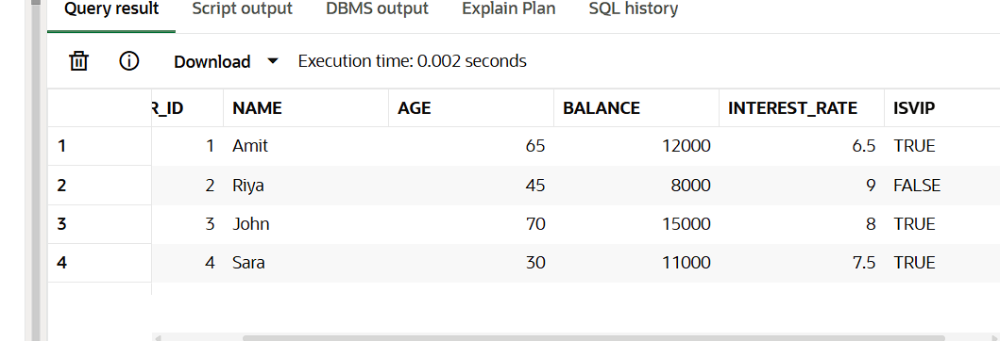 Query result Script output DBMS output Explain Plan SQL history
Download Execution time: 0.002 seconds
R_ID NAME AGE BALANCE INTEREST_RATE ISVIP
1 1 Amit 65 12000 6.5 TRUE
2 2 Riya 45 8000 9 FALSE
3 3 John 70 15000 8 TRUE
4 4 Sara 30 11000 7.5 TRUE